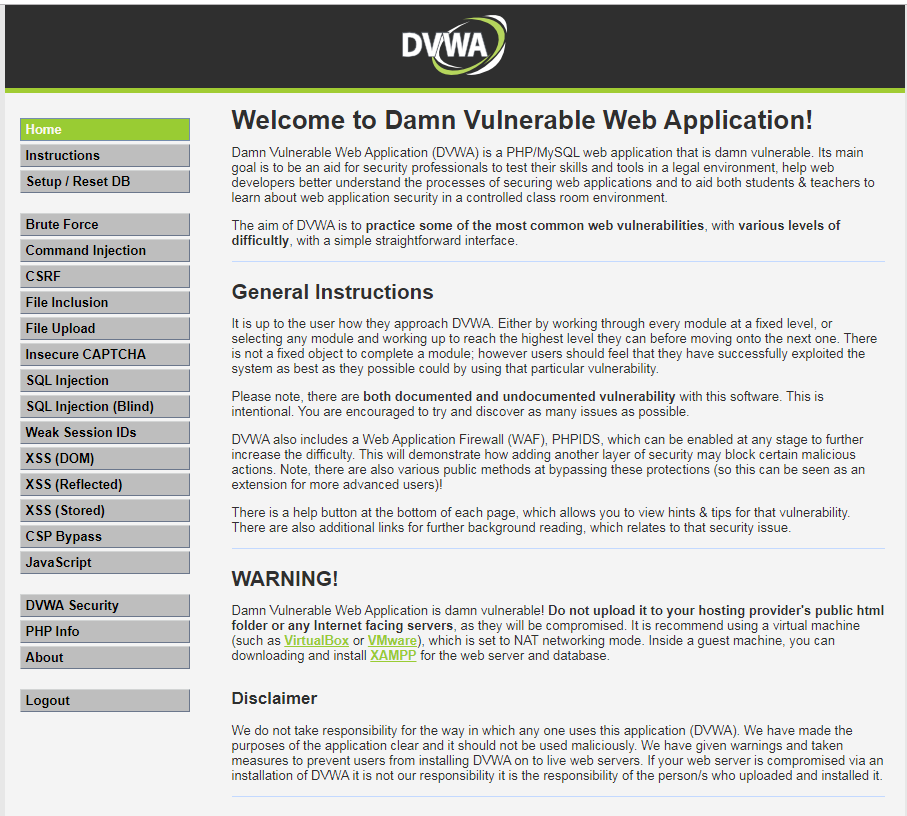 DVWA
Home
Instructions
Setup / Reset DB
Brute Force
Command Injection
CSRF
File Inclusion
File Upload
Insecure CAPTCHA
SQL Injection
SQL Injection (Blind)
Weak Session IDs
XSS (DOM)
XSS (Reflected)
XSS (Stored)
CSP Bypass
JavaScript
DVWA Security
PHP Info
About
Logout
Welcome to Damn Vulnerable Web Application!
Damn Vulnerable Web Application (DVWA) is a PHP/MySQL web application that is damn vulnerable. Its main
goal is to be an aid for security professionals to test their skills and tools in a legal environment, help web
developers better understand the processes of securing web applications and to aid both students & teachers to
learn about web application security in a controlled class room environment.
The aim of DVWA is to practice some of the most common web vulnerabilities, with various levels of
difficultly, with a simple straightforward interface.
General Instructions
It is up to the user how they approach DVWA. Either by working through every module at a fixed level, or
selecting any module and working up to reach the highest level they can before moving onto the next one. There
is not a fixed object to complete a module; however users should feel that they have successfully exploited the
system as best as they possible could by using that particular vulnerability.
Please note, there are both documented and undocumented vulnerability with this software. This is
intentional. You are encouraged to try and discover as many issues as possible.
DVWA also includes a Web Application Firewall (WAF), PHPIDS, which can be enabled at any stage to further
increase the difficulty. This will demonstrate how adding another layer of security may block certain malicious
actions. Note, there are also various public methods at bypassing these protections (so this can be seen as an
extension for more advanced users)!
There is a help button at the bottom of each page, which allows you to view hints & tips for that vulnerability.
There are also additional links for further background reading, which relates to that security issue.
WARNING!
Damn Vulnerable Web Application is damn vulnerable! Do not upload it to your hosting provider's public html
folder or any Internet facing servers, as they will be compromised. It is recommend using a virtual machine
(such as VirtualBox or VMware), which is set to NAT networking mode. Inside a guest machine, you can
downloading and install XAMPP for the web server and database.
Disclaimer
We do not take responsibility for the way in which any one uses this application (DVWA). We have made the
purposes of the application clear and it should not be used maliciously. We have given warnings and taken
measures to prevent users from installing DVWA on to live web servers. If your web server is compromised via an
installation of DVWA it is not our responsibility it is the responsibility of the person/s who uploaded and installed it.